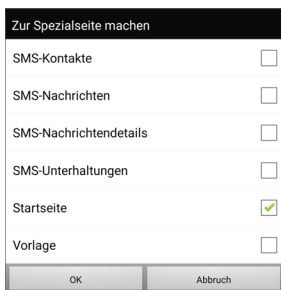 Zur Spezialseite machen
SMS-Kontakte
SMS-Nachrichten
SMS-Nachrichtendetails
SMS-Unterhaltungen
Startseite
Vorlage
OK Abbruch